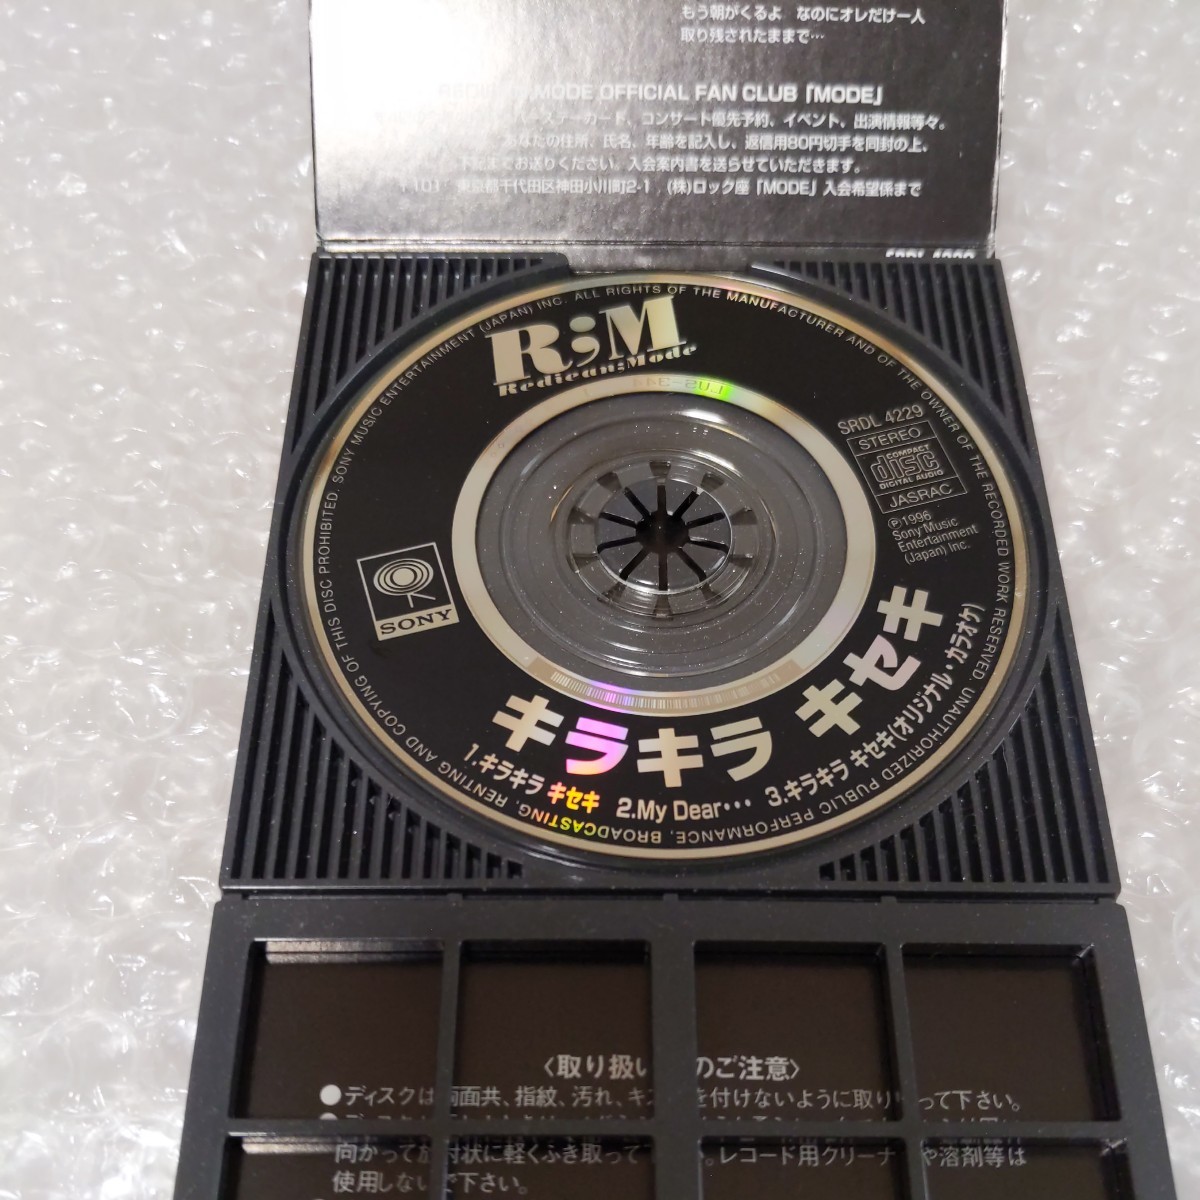 もう朝がくるよ なのにオレだけ一人
取り残されたままで…
MODE OFFICIAL FAN CLUB「MODE」
ステーカード、コンサート優先予約、イベント、出演情報等々。
あなたの住所、氏名、年齢を記入し、返信用80円切手を同封の上、
下記までお送りください。入会案内書を送らせていただきます。
〒101 東京都千代田区神田小川町2-1 (株)ロック座「MODE」入会希望係まで
SRDL 4229
R;M
Redican;Mode
SONY MUSIC ENTERTAINMENT (JAPAN) INC. ALL RIGHTS OF THE MANUFACTURER AND OF THE OWNER OF THE RECORDED WORK RESERVED. UNAUTHORIZED PUBLIC PERFORMANCE, BROADCASTING, RENTING AND COPYING OF THIS DISC PROHIBITED.
SRDL 4229
STEREO
COMPACT
disc
DIGITAL AUDIO
JASRAC
Ⓟ1996
Sony Music
Entertainment
(Japan) Inc.
SONY
キラキラ キセキ
1.キラキラ キセキ 2.My Dear… 3.キラキラ キセキ(オリジナル・カラオケ)
〈取り扱い のご注意〉
●ディスクは両面共、指紋、汚れ、キズを付けないように取り扱って下さい。
向かって放射状に軽くふき取って 。レコード用クリーナーや溶剤等は
使用しないで下さい。